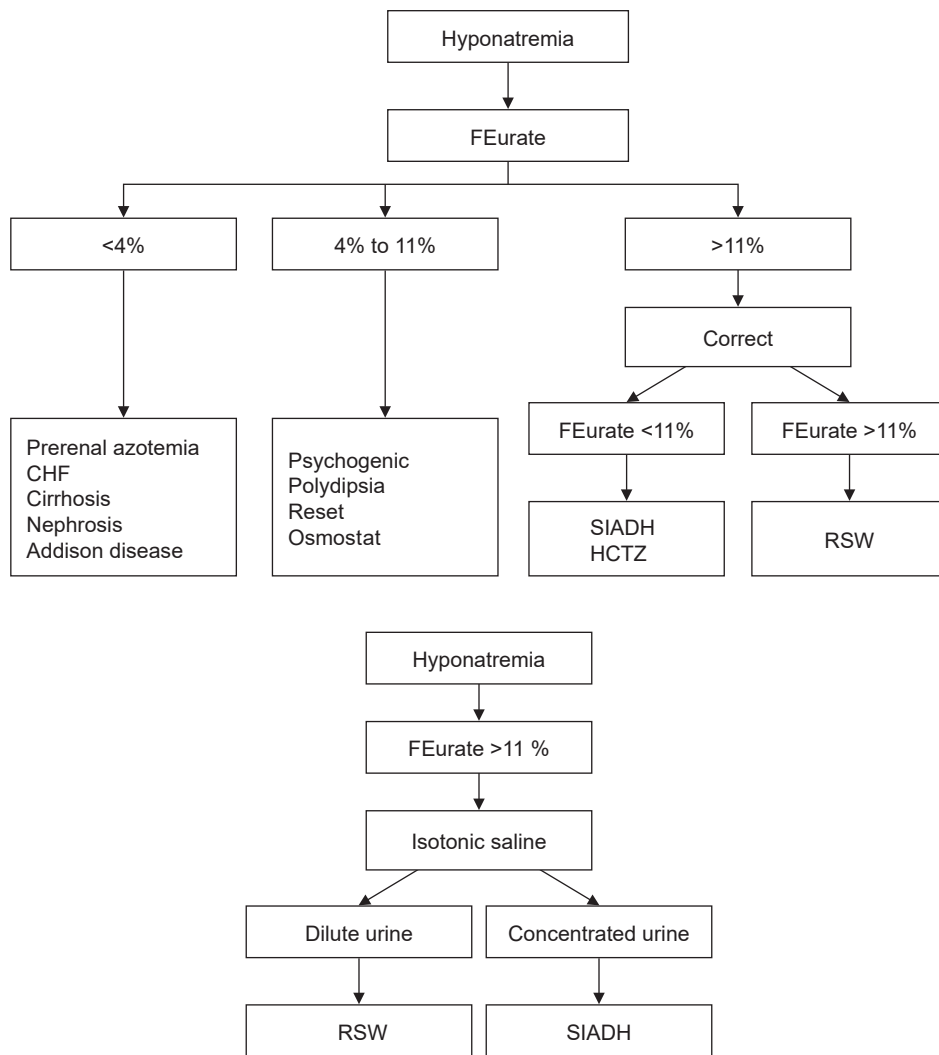 Hyponatremia
FEurate
<4%
4% to 11%
>11%
Correct
FEurate <11%
FEurate >11%
Prerenal azotemia
CHF
Cirrhosis
Nephrosis
Addison disease
Psychogenic
Polydipsia
Reset
Osmostat
SIADH
HCTZ
RSW
Hyponatremia
FEurate >11 %
Isotonic saline
Dilute urine
Concentrated urine
RSW
SIADH